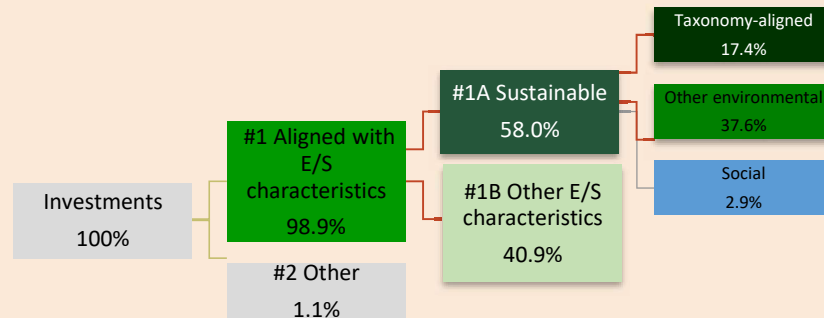 Investments
100%
#1 Aligned with
E/S
characteristics
98.9%
#2 Other
1.1%
#1A Sustainable
58.0%
#1B Other E/S
characteristics
40.9%
Taxonomy-aligned
17.4%
Other environmental
37.6%
Social
2.9%